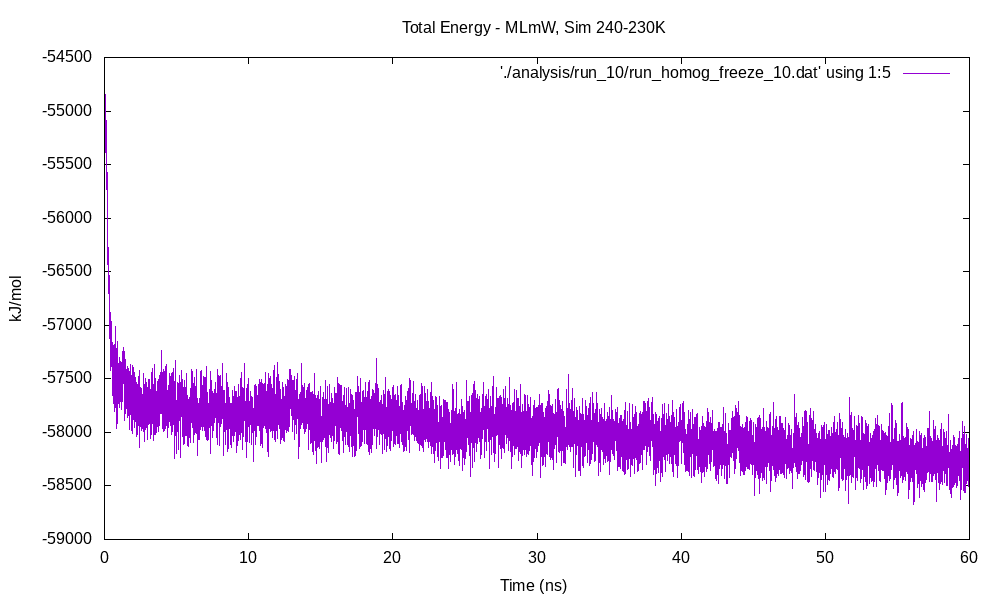 Total Energy - MLmW, Sim 240-230K
'./analysis/run_10/run_homog_freeze_10.dat' using 1:5
-54500
-55000
-55500
-56000
-56500
-57000
-57500
-58000
-58500
-59000
kJ/mol
0 10 20 30 40 50 60
Time (ns)